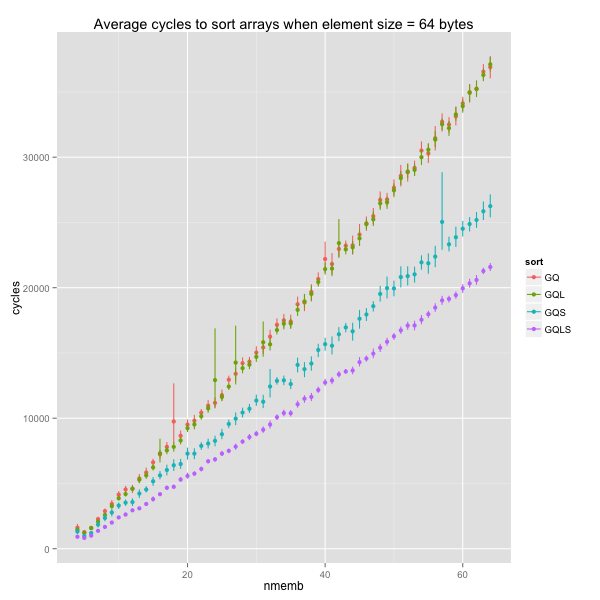 Average cycles to sort arrays when element size = 64 bytes
cycles
30000
20000
10000
0
20
40
60
nmemb
sort
GQ
GQL
GQS
GQLS